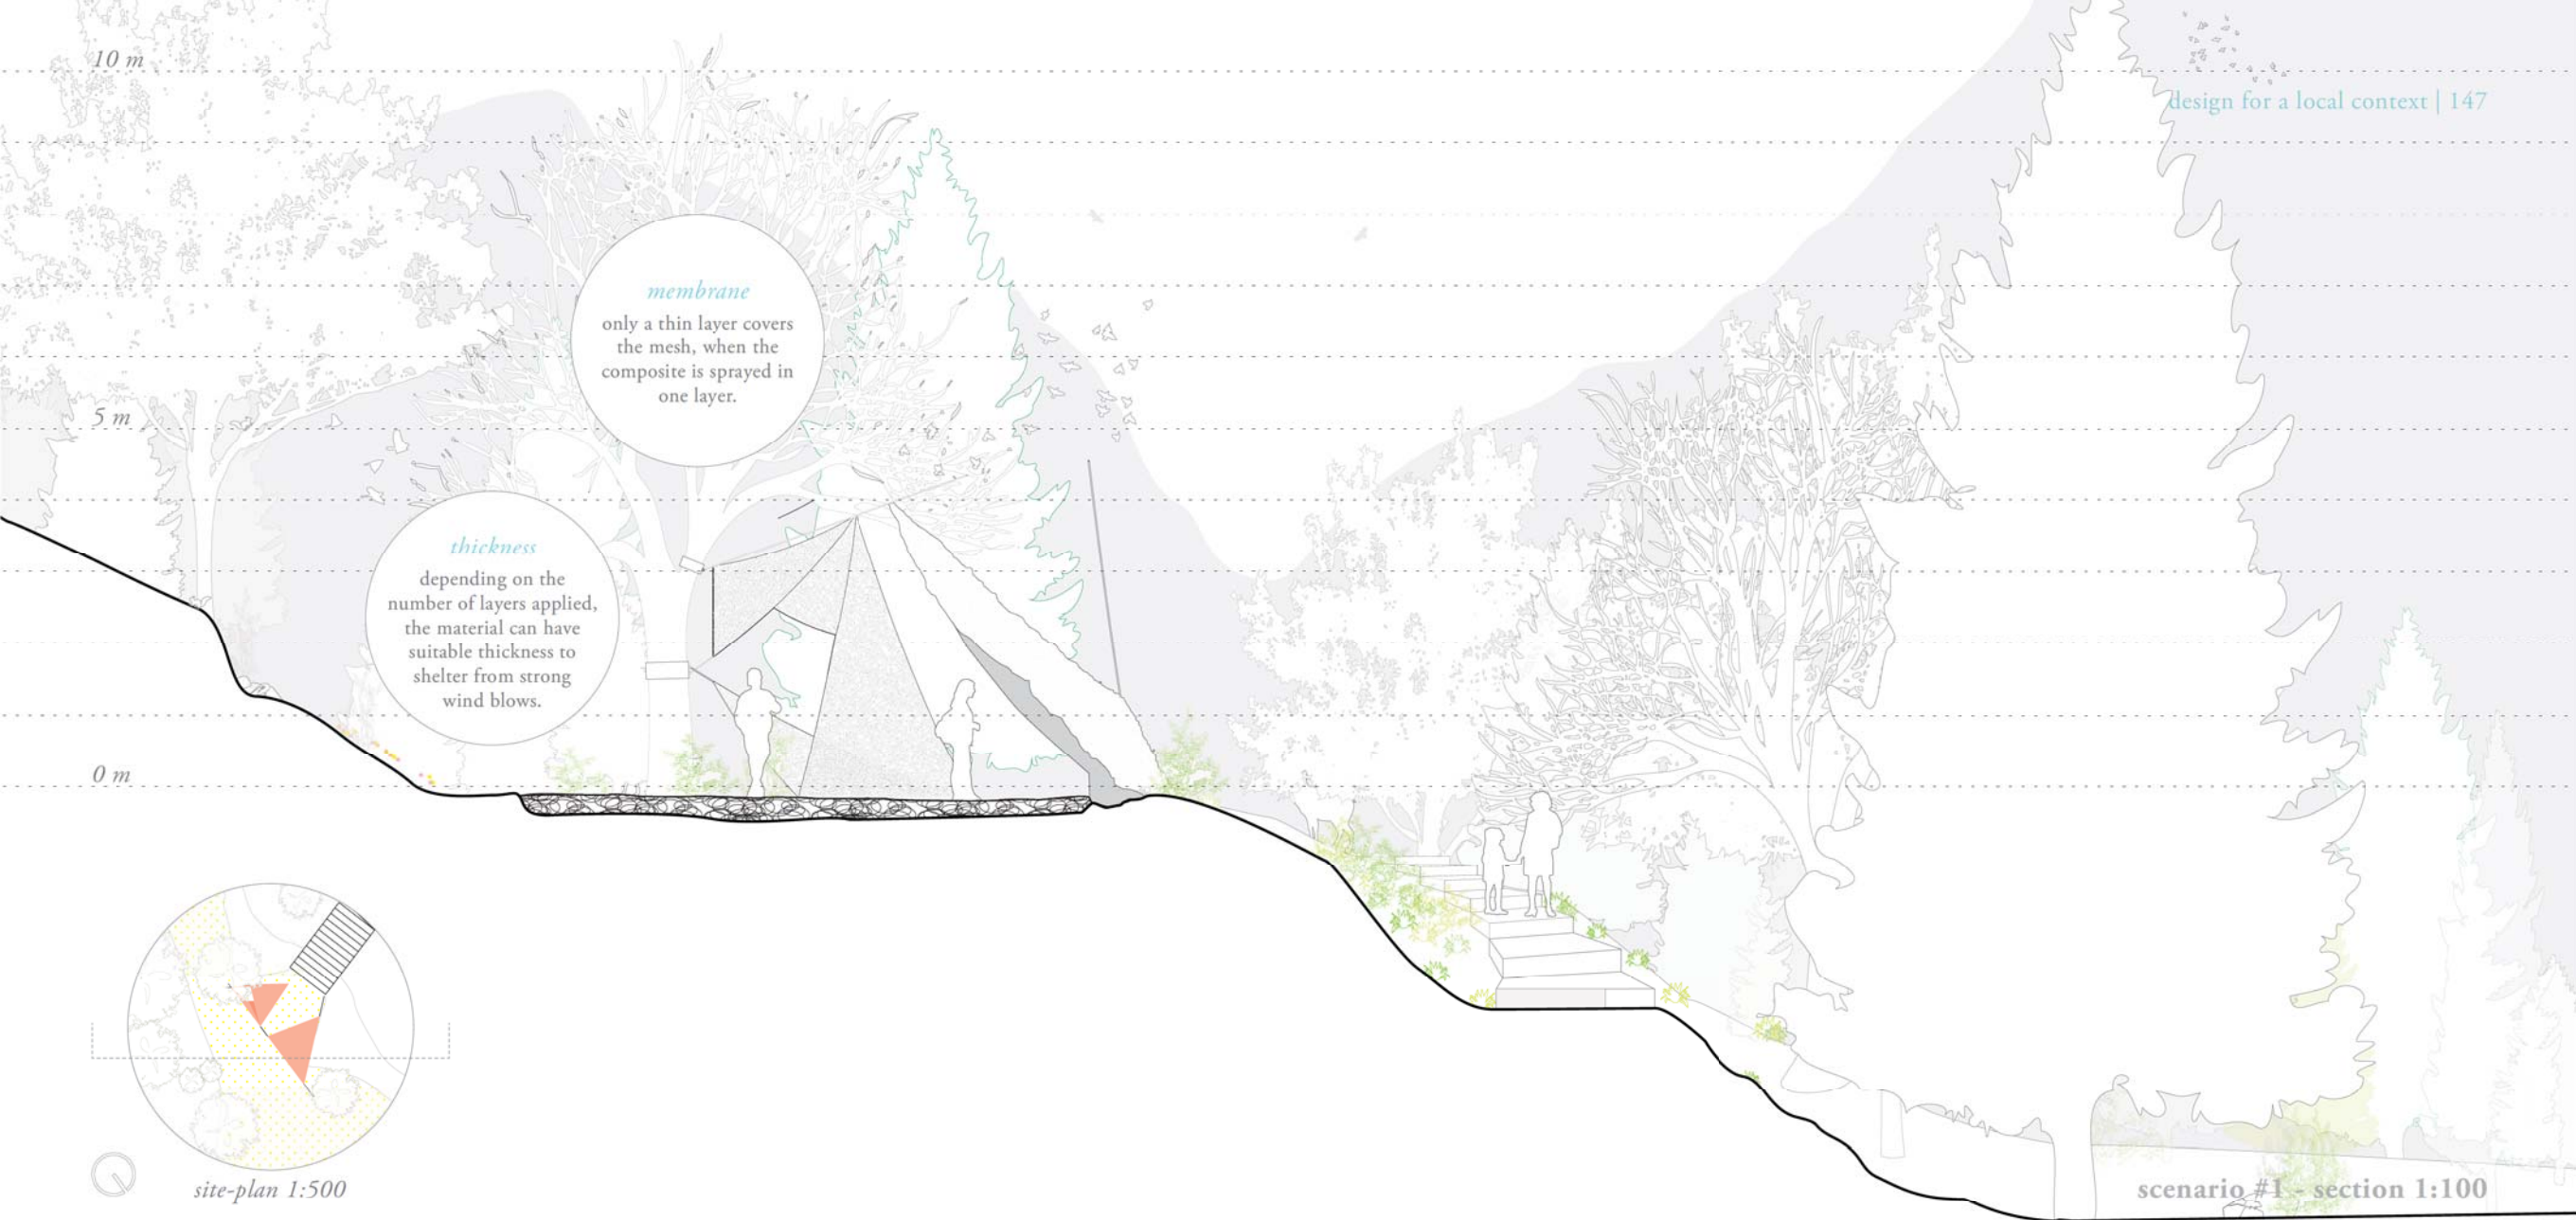 10 m
design for a local context | 147
membrane
only a thin layer covers
the mesh, when the
composite is sprayed in
one layer.
5 m
thickness
depending on the
number of layers applied,
the material can have
suitable thickness to
shelter from strong
wind blows.
0 m
site-plan 1:500
scenario #1 - section 1:100